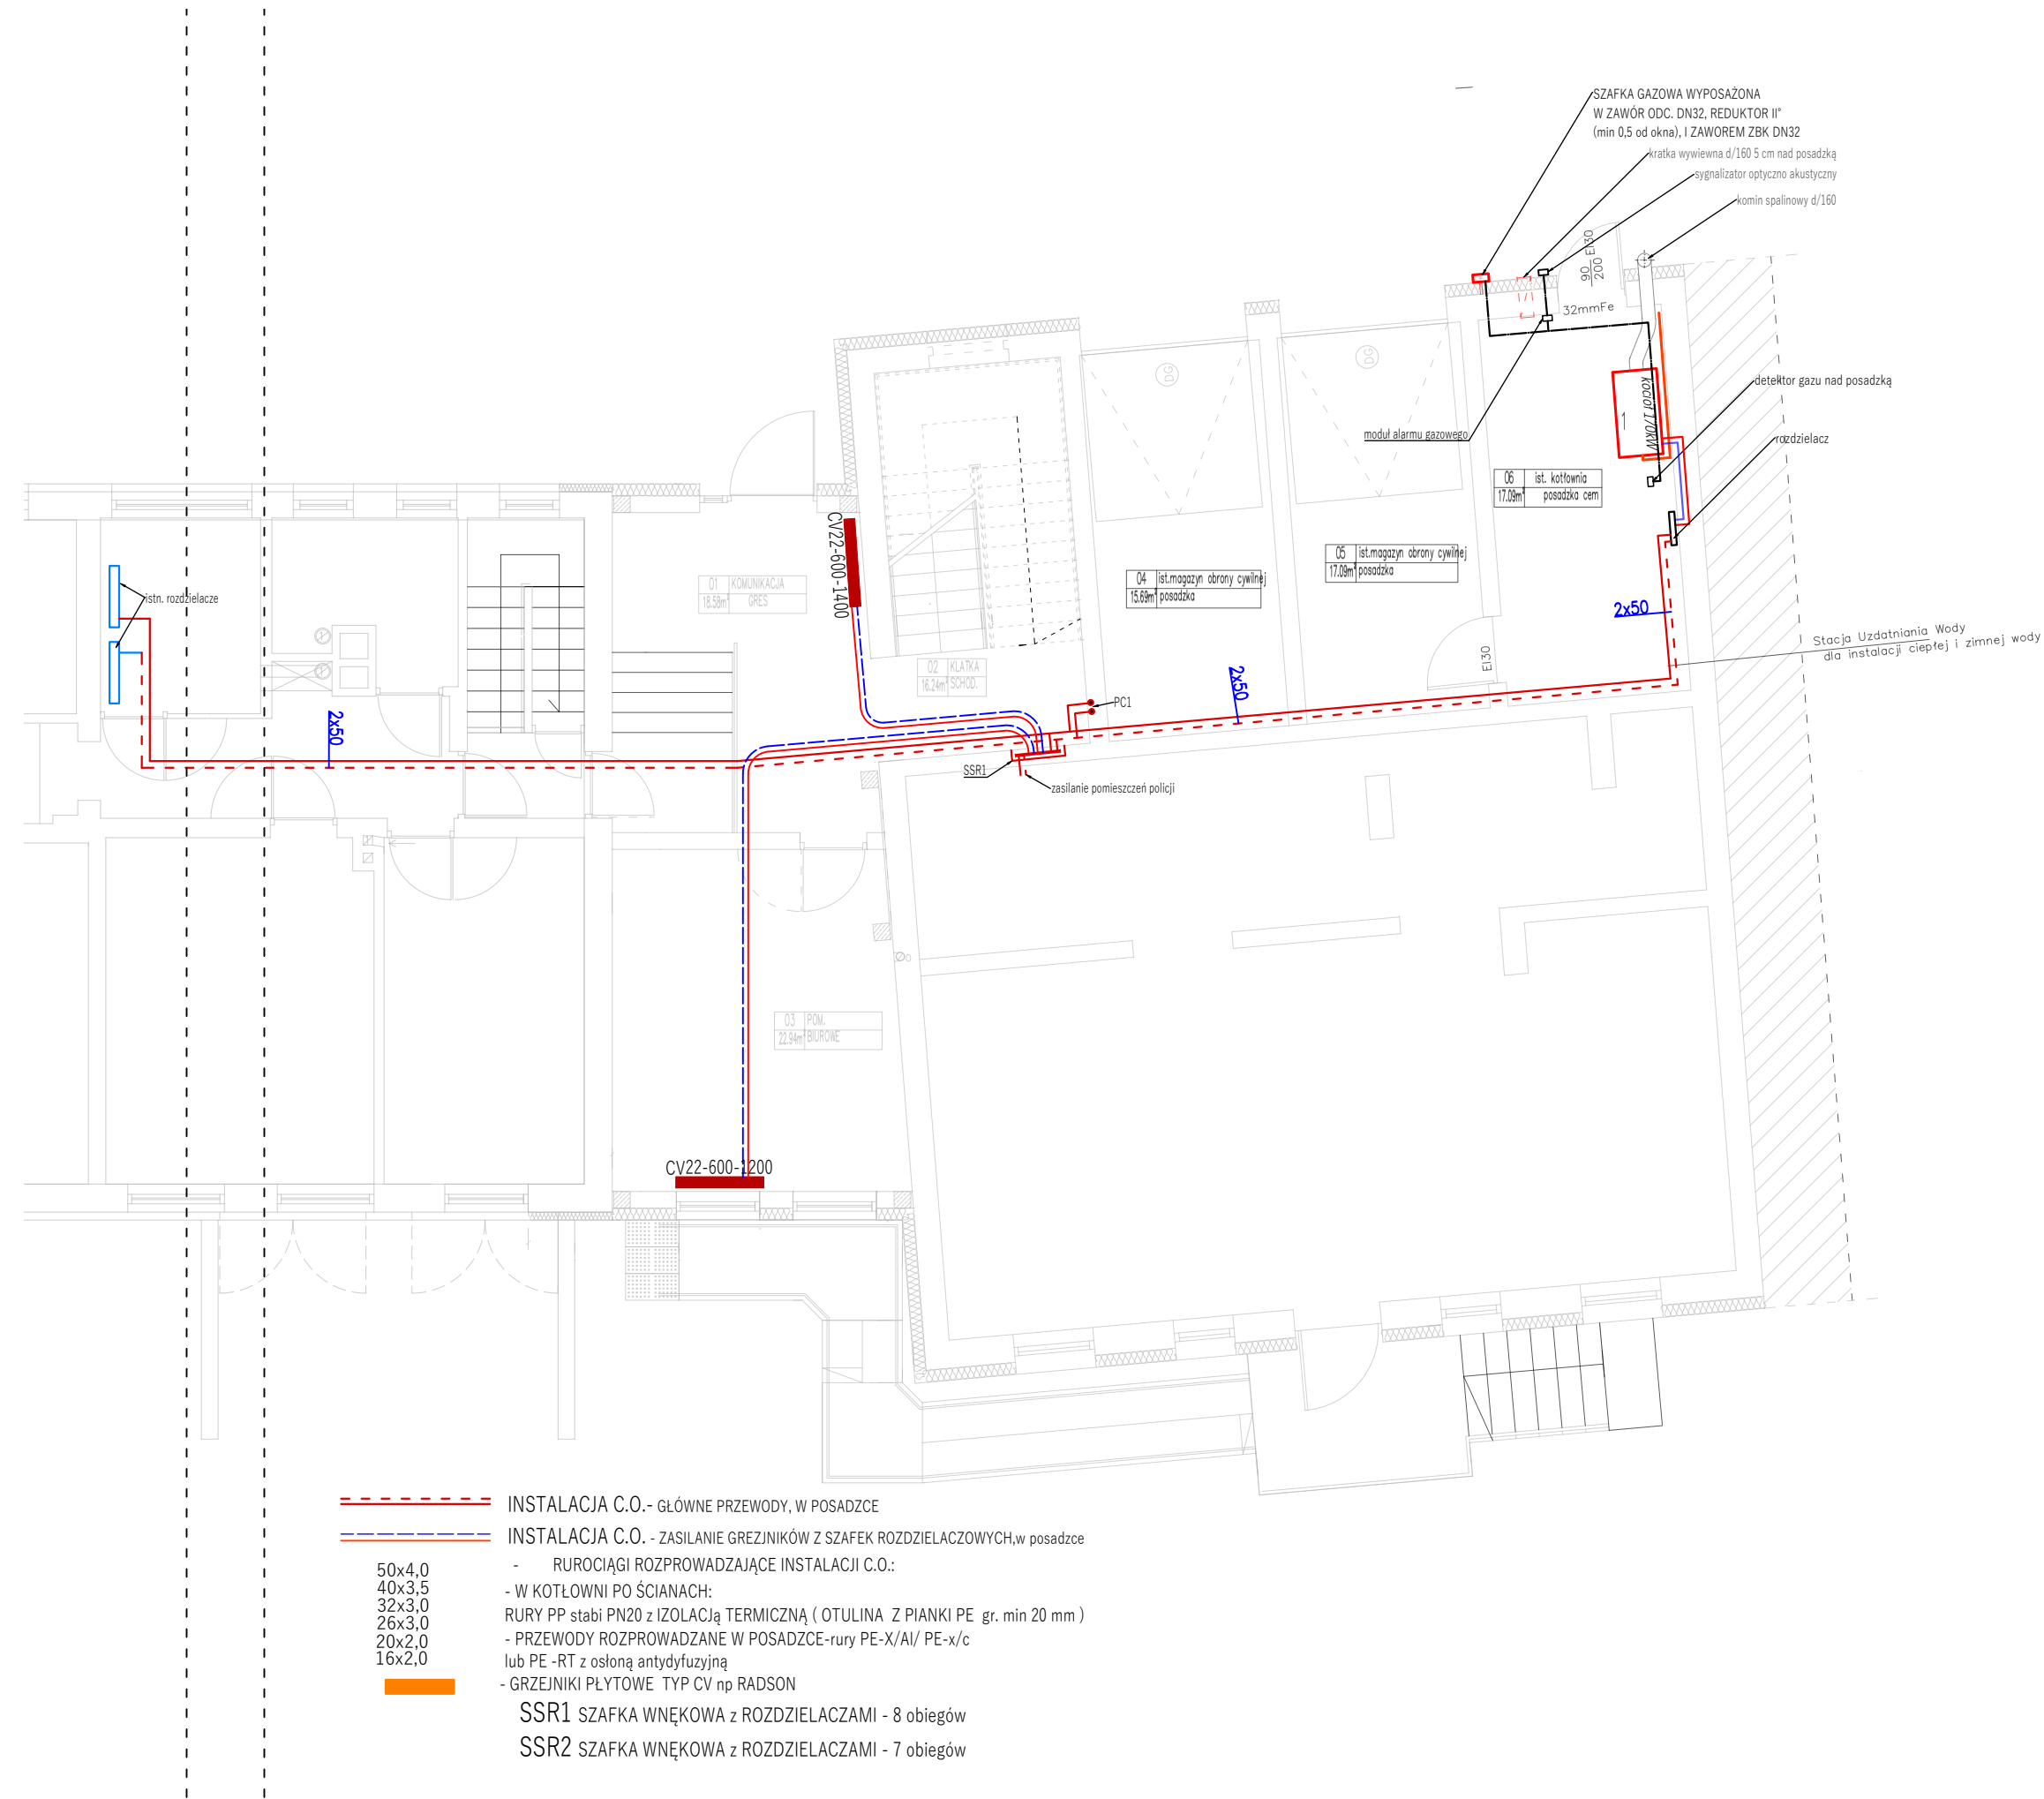 SZAFKA GAZOWA WYPOSAŻONA
W ZAWÓR ODC. DN32, REDUKTOR II°
(min 0,5 od okna), I ZAWOREM ZBK DN32
kratka wywiewna d/160 5 cm nad posadzką
sygnalizator optyczno akustyczny
komin spalinowy d/160
90
200
EI30
32mmFe
DG
DG
kocioł 170kW
1
detektor gazu nad posadzką
moduł alarmu gazowego
rozdzielacz
06 ist. kotłownia
17.09m² posadzka cem
05 ist.magazyn obrony cywilnej
17.09m² posadzka
04 ist.magazyn obrony cywilnej
15.69m² posadzka
CV22-600-1400
01 KOMUNIKACJA
18.58m² GRES
istn. rozdzielacze
2x50
Stacja Uzdatniania Wody
dla instalacji ciepłej i zimnej wody
EI30
02 KLATKA
16.24m² SCHOD.
2x50
PC1
2x50
SSR1
zasilanie pomieszczeń policji
03 POM.
22.94m² BIUROWE
CV22-600-1200
INSTALACJA C.O.- GŁÓWNE PRZEWODY, W POSADZCE
INSTALACJA C.O. - ZASILANIE GREZJNIKÓW Z SZAFEK ROZDZIELACZOWYCH,w posadzce
- RUROCIĄGI ROZPROWADZAJĄCE INSTALACJI C.O.:
50x4,0
40x3,5
32x3,0
26x3,0
20x2,0
16x2,0
- W KOTŁOWNI PO ŚCIANACH:
RURY PP stabi PN20 z IZOLACJą TERMICZNĄ ( OTULINA Z PIANKI PE gr. min 20 mm )
- PRZEWODY ROZPROWADZANE W POSADZCE-rury PE-X/Al/ PE-x/c
lub PE -RT z osłoną antydyfuzyjną
- GRZEJNIKI PŁYTOWE TYP CV np RADSON
SSR1 SZAFKA WNĘKOWA z ROZDZIELACZAMI - 8 obiegów
SSR2 SZAFKA WNĘKOWA z ROZDZIELACZAMI - 7 obiegów